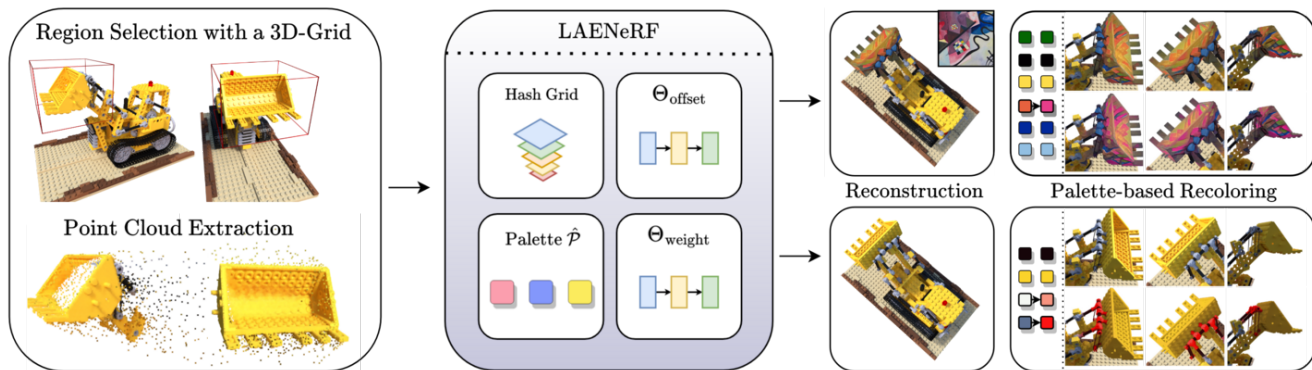 Region Selection with a 3D-Grid
Point Cloud Extraction
LAENeRF
Hash Grid
Θoffset
Palette P̂
Θweight
Reconstruction
Palette-based Recoloring